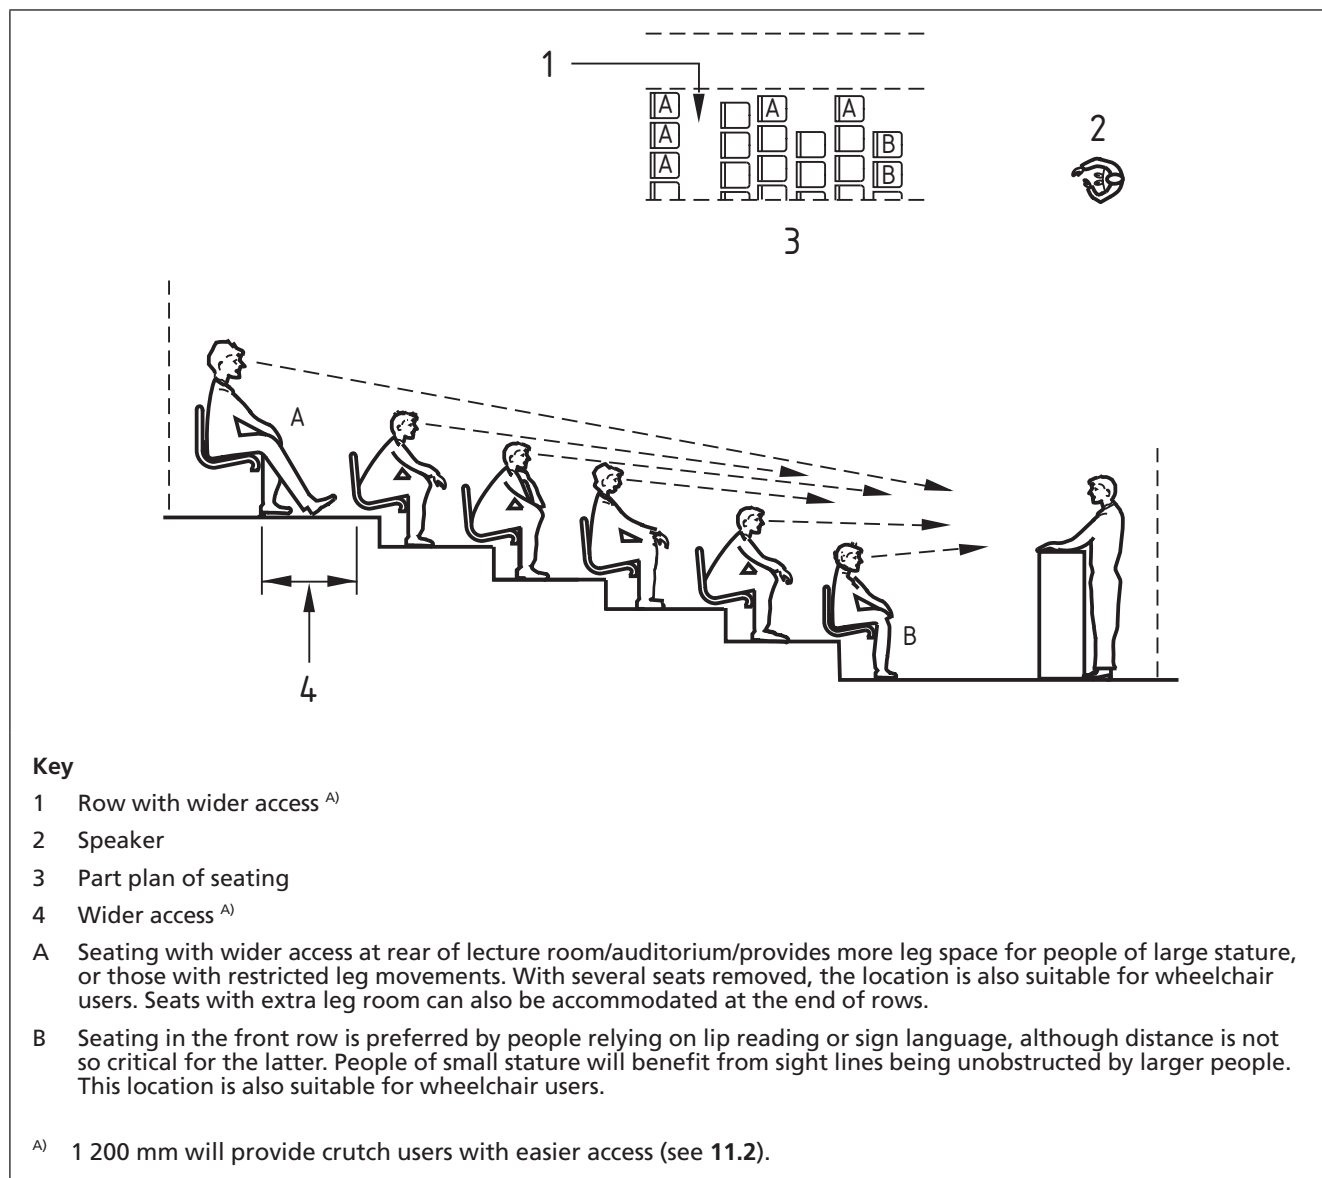 1
A A A
A
A
B
B
2
3
A
B
4
Key
1 Row with wider access A)
2 Speaker
3 Part plan of seating
4 Wider access A)
A Seating with wider access at rear of lecture room/auditorium/provides more leg space for people of large stature,
or those with restricted leg movements. With several seats removed, the location is also suitable for wheelchair
users. Seats with extra leg room can also be accommodated at the end of rows.
B Seating in the front row is preferred by people relying on lip reading or sign language, although distance is not
so critical for the latter. People of small stature will benefit from sight lines being unobstructed by larger people.
This location is also suitable for wheelchair users.
A) 1 200 mm will provide crutch users with easier access (see 11.2).